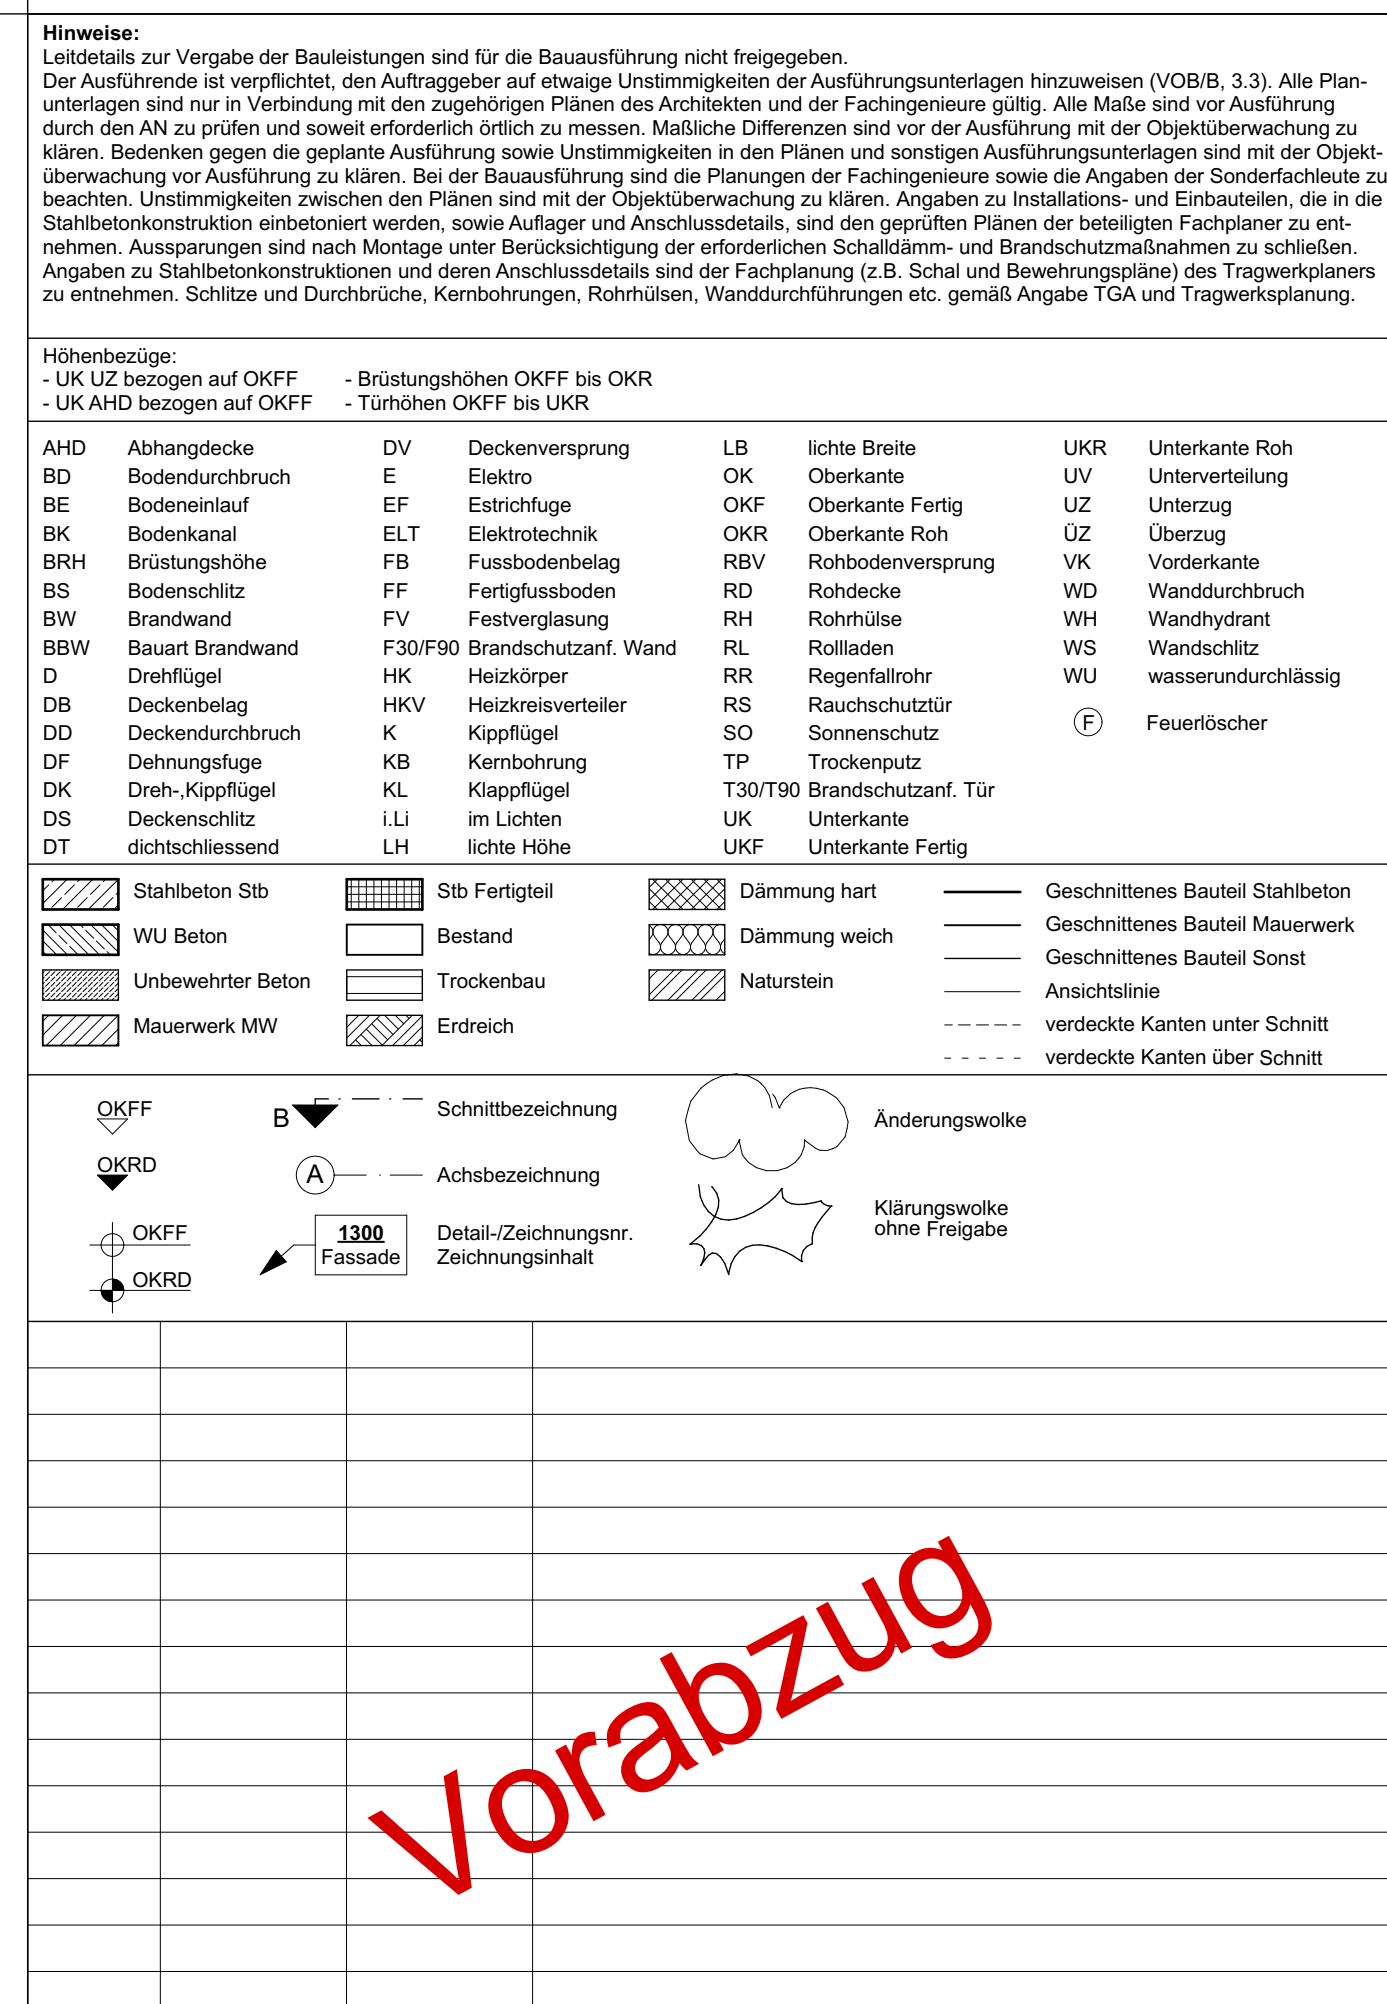 Hinweise:
Leitdetails zur Vergabe der Bauleistungen sind für die Bauausführung nicht freigegeben.
Der Ausführende ist verpflichtet, den Auftraggeber auf etwaige Unstimmigkeiten der Ausführungsunterlagen hinzuweisen (VOB/B, 3.3). Alle Plan-
unterlagen sind nur in Verbindung mit den zugehörigen Plänen des Architekten und der Fachingenieure gültig. Alle Maße sind vor Ausführung
durch den AN zu prüfen und soweit erforderlich örtlich zu messen. Maßliche Differenzen sind vor der Ausführung mit der Objektüberwachung zu
klären. Bedenken gegen die geplante Ausführung sowie Unstimmigkeiten in den Plänen und sonstigen Ausführungsunterlagen sind mit der Objekt-
überwachung vor Ausführung zu klären. Bei der Bauausführung sind die Planungen der Fachingenieure sowie die Angaben der Sonderfachleute zu
beachten. Unstimmigkeiten zwischen den Plänen sind mit der Objektüberwachung zu klären. Angaben zu Installations- und Einbauteilen, die in die
Stahlbetonkonstruktion einbetoniert werden, sowie Auflager und Anschlussdetails, sind den geprüften Plänen der beteiligten Fachplaner zu ent-
nehmen. Aussparungen sind nach Montage unter Berücksichtigung der erforderlichen Schalldämm- und Brandschutzmaßnahmen zu schließen.
Angaben zu Stahlbetonkonstruktionen und deren Anschlussdetails sind der Fachplanung (z.B. Schal und Bewehrungspläne) des Tragwerkplaners
zu entnehmen. Schlitze und Durchbrüche, Kernbohrungen, Rohrhülsen, Wanddurchführungen etc. gemäß Angabe TGA und Tragwerksplanung.
Höhenbezüge:
- UK UZ bezogen auf OKFF - Brüstungshöhen OKFF bis OKR
- UK AHD bezogen auf OKFF - Türhöhen OKFF bis UKR
AHD Abhangdecke DV Deckenversprung LB lichte Breite UKR Unterkante Roh
BD Bodendurchbruch E Elektro OK Oberkante UV Unterverteilung
BE Bodeneinlauf EF Estrichfuge OKF Oberkante Fertig UZ Unterzug
BK Bodenkanal ELT Elektrotechnik OKR Oberkante Roh ÜZ Überzug
BRH Brüstungshöhe FB Fussbodenbelag RBV Rohbodenversprung VK Vorderkante
BS Bodenschlitz FF Fertigfussboden RD Rohdecke WD Wanddurchbruch
BW Brandwand FV Festverglasung RH Rohrhülse WH Wandhydrant
BBW Bauart Brandwand F30/F90 Brandschutzanf. Wand RL Rollladen WS Wandschlitz
D Drehflügel HK Heizkörper RR Regenfallrohr WU wasserundurchlässig
DB Deckenbelag HKV Heizkreisverteiler RS Rauchschutztür
DD Deckendurchbruch K Kippflügel SO Sonnenschutz F Feuerlöscher
DF Dehnungsfuge KB Kernbohrung TP Trockenputz
DK Dreh-,Kippflügel KL Klappflügel T30/T90 Brandschutzanf. Tür
DS Deckenschlitz i.Li im Lichten UK Unterkante
DT dichtschliessend LH lichte Höhe UKF Unterkante Fertig
Stahlbeton Stb Stb Fertigteil Dämmung hart Geschnittenes Bauteil Stahlbeton
Geschnittenes Bauteil Mauerwerk
WU Beton Bestand Dämmung weich
Geschnittenes Bauteil Sonst
Unbewehrter Beton Trockenbau Naturstein Ansichtslinie
Mauerwerk MW Erdreich verdeckte Kanten unter Schnitt
verdeckte Kanten über Schnitt
OKFF B Schnittbezeichnung Änderungswolke
OKRD A Achsbezeichnung
Klärungswolke
ohne Freigabe
OKFF 1300 Detail-/Zeichnungsnr.
Fassade Zeichnungsinhalt
OKRD
Vorabzug